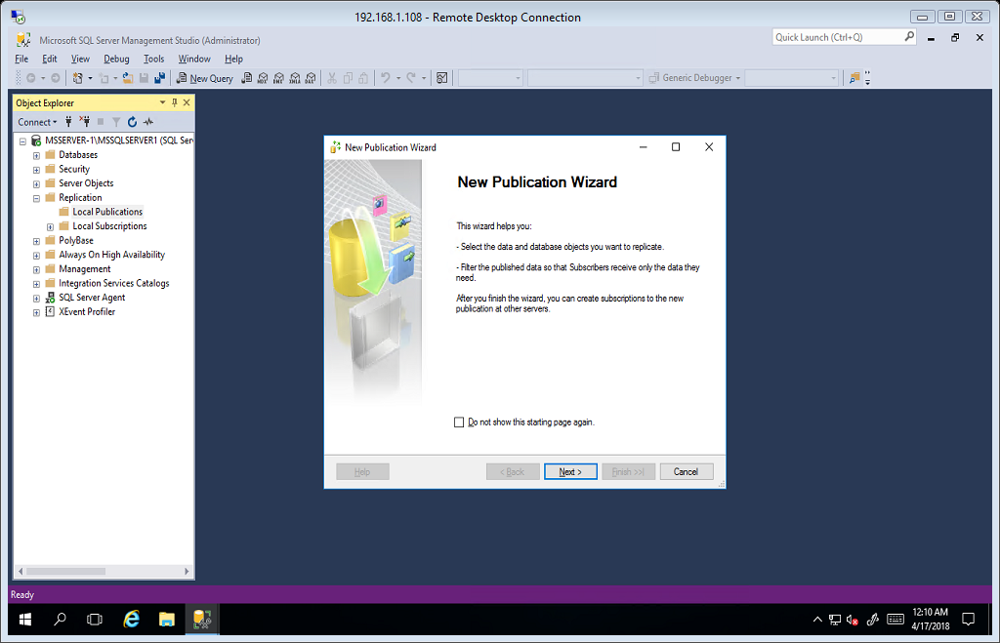 192.168.1.108 - Remote Desktop Connection
Microsoft SQL Server Management Studio (Administrator)
Quick Launch (Ctrl+Q)
File Edit View Debug Tools Window Help
New Query
MDX DMX XMLA DAX
Generic Debugger
Object Explorer
Connect
MSSERVER-1\MSSQLSERVER1 (SQL Ser
Databases
Security
Server Objects
Replication
Local Publications
Local Subscriptions
PolyBase
Always On High Availability
Management
Integration Services Catalogs
SQL Server Agent
XEvent Profiler
New Publication Wizard
New Publication Wizard
This wizard helps you:
- Select the data and database objects you want to replicate.
- Filter the published data so that Subscribers receive only the data they
need.
After you finish the wizard, you can create subscriptions to the new
publication at other servers.
Do not show this starting page again.
Help < Back Next > Finish >>| Cancel
Ready
12:10 AM
4/17/2018